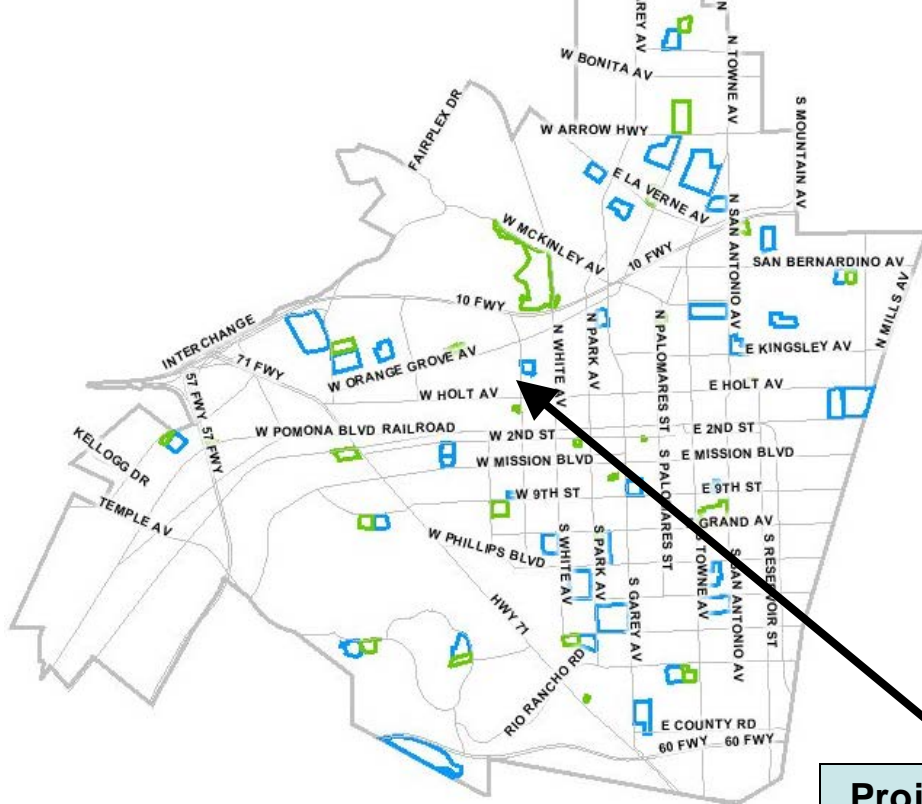 N
REY AV
N TOWNE AV
W BONITA AV
FAIRPLEX DR
W ARROW HWY
S MOUNTAIN AV
E LA VERNE AV
N SAN ANTONIO AV
W MCKINLEY AV
10 FWY
SAN BERNARDINO AV
N MILLS AV
10 FWY
INTERCHANGE
N WHITE AV
N PARK AV
N PALOMARES ST
E KINGSLEY AV
71 FWY
W ORANGE GROVE AV
57 FWY
W HOLT AV
E HOLT AV
KELLOGG DR
57 FWY
W POMONA BLVD RAILROAD
W 2ND ST
E 2ND ST
W MISSION BLVD
E MISSION BLVD
S PALOMARES ST
TEMPLE AV
W 9TH ST
E 9TH ST
GRAND AV
W PHILLIPS BLVD
S WHITE AV
S PARK AV
S GAREY AV
S TOWNE AV
S SAN ANTONIO AV
S RESERVOIR ST
HWY 71
RIO RANCHO RD
E COUNTY RD
60 FWY
60 FWY
Proj